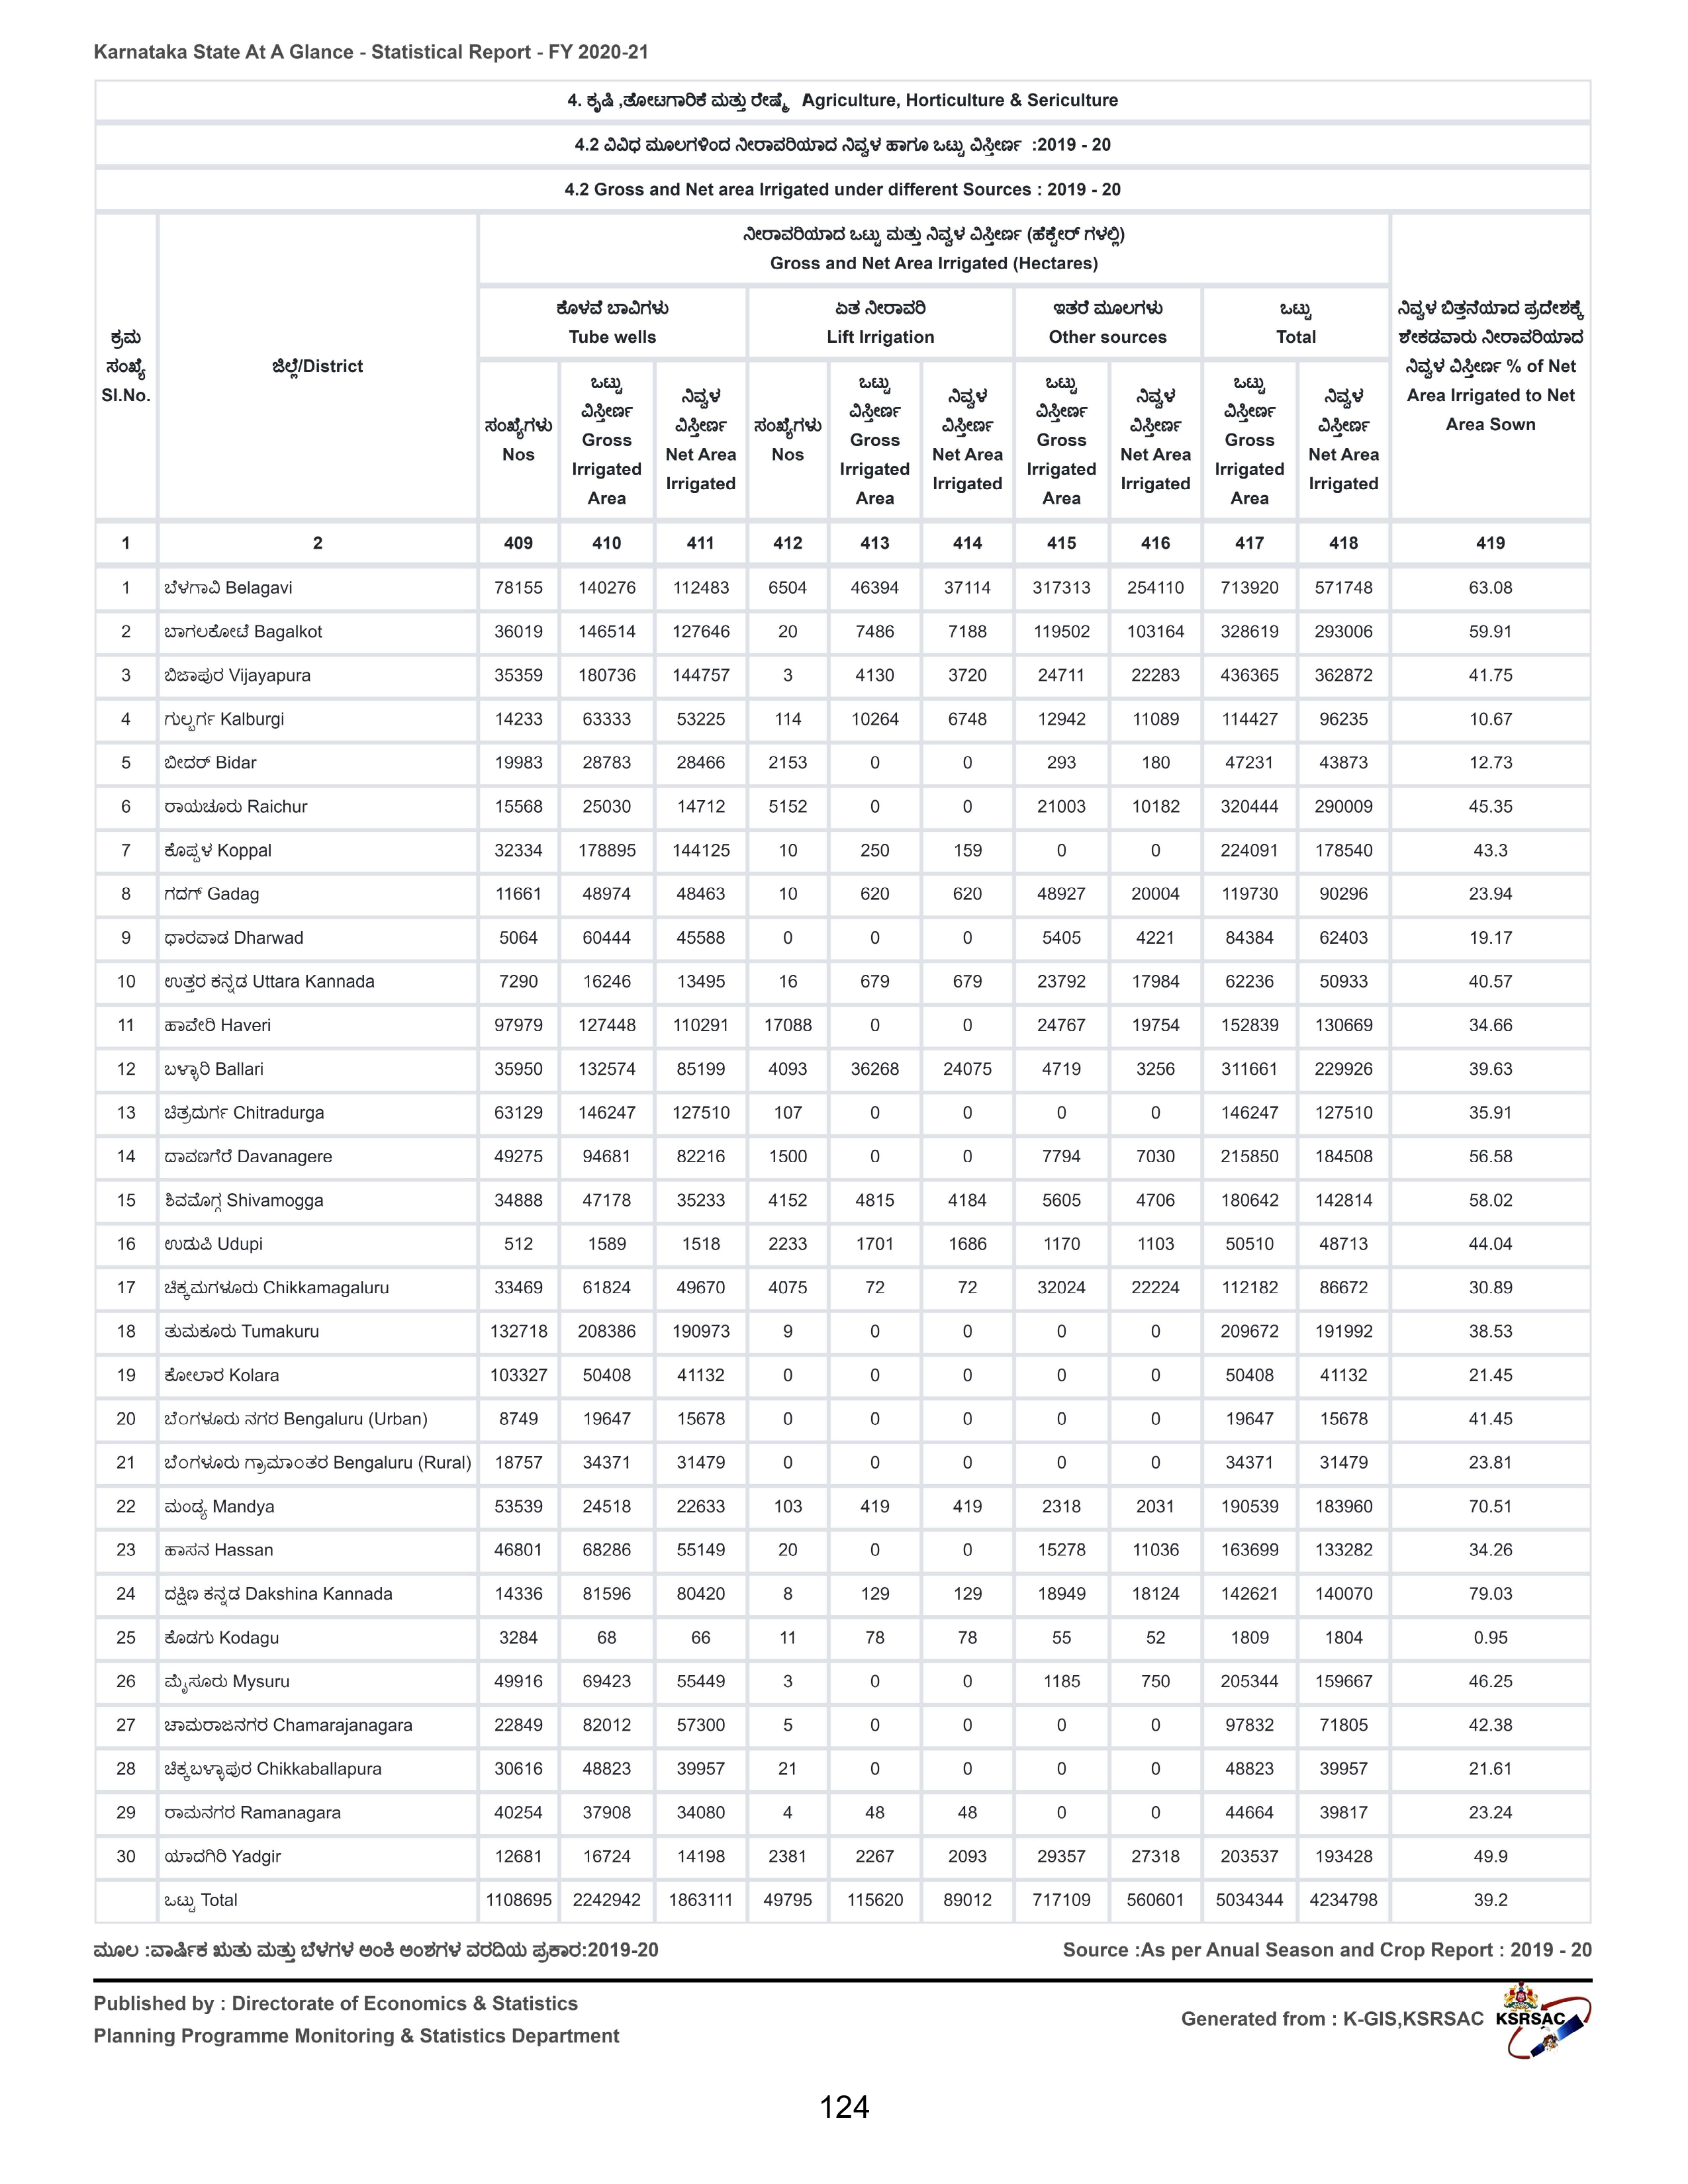 Karnataka State At A Glance - Statistical Report - FY 2020-21
4. ಕೃಷಿ ,ತೋಟಗಾರಿಕೆ ಮತ್ತು ರೇಷ್ಮೆ Agriculture, Horticulture & Sericulture
4.2 ವಿವಿಧ ಮೂಲಗಳಿಂದ ನೀರಾವರಿಯಾದ ನಿವ್ವಳ ಹಾಗೂ ಒಟ್ಟು ವಿಸ್ತೀರ್ಣ :2019 - 20
4.2 Gross and Net area Irrigated under different Sources : 2019 - 20
ಕ್ರಮ ಸಂಖ್ಯೆ Sl.No.
ಜಿಲ್ಲೆ/District
ನೀರಾವರಿಯಾದ ಒಟ್ಟು ಮತ್ತು ನಿವ್ವಳ ವಿಸ್ತೀರ್ಣ (ಹೆಕ್ಟೇರ್ ಗಳಲ್ಲಿ)
Gross and Net Area Irrigated (Hectares)
ಕೊಳವೆ ಬಾವಿಗಳು Tube wells
ಏತ ನೀರಾವರಿ Lift Irrigation
ಇತರೆ ಮೂಲಗಳು Other sources
ಒಟ್ಟು Total
ನಿವ್ವಳ ಬಿತ್ತನೆಯಾದ ಪ್ರದೇಶಕ್ಕೆ ಶೇಕಡವಾರು ನೀರಾವರಿಯಾದ ನಿವ್ವಳ ವಿಸ್ತೀರ್ಣ % of Net Area Irrigated to Net Area Sown
ಸಂಖ್ಯೆಗಳು Nos
ಒಟ್ಟು ವಿಸ್ತೀರ್ಣ Gross Irrigated Area
ನಿವ್ವಳ ವಿಸ್ತೀರ್ಣ Net Area Irrigated
ಸಂಖ್ಯೆಗಳು Nos
ಒಟ್ಟು ವಿಸ್ತೀರ್ಣ Gross Irrigated Area
ನಿವ್ವಳ ವಿಸ್ತೀರ್ಣ Net Area Irrigated
ಒಟ್ಟು ವಿಸ್ತೀರ್ಣ Gross Irrigated Area
ನಿವ್ವಳ ವಿಸ್ತೀರ್ಣ Net Area Irrigated
ಒಟ್ಟು ವಿಸ್ತೀರ್ಣ Gross Irrigated Area
ನಿವ್ವಳ ವಿಸ್ತೀರ್ಣ Net Area Irrigated
1 2 409 410 411 412 413 414 415 416 417 418 419
1 ಬೆಳಗಾವಿ Belagavi 78155 140276 112483 6504 46394 37114 317313 254110 713920 571748 63.08
2 ಬಾಗಲಕೋಟೆ Bagalkot 36019 146514 127646 20 7486 7188 119502 103164 328619 293006 59.91
3 ಬಿಜಾಪುರ Vijayapura 35359 180736 144757 3 4130 3720 24711 22283 436365 362872 41.75
4 ಗುಲ್ಬರ್ಗ Kalburgi 14233 63333 53225 114 10264 6748 12942 11089 114427 96235 10.67
5 ಬೀದರ್ Bidar 19983 28783 28466 2153 0 0 293 180 47231 43873 12.73
6 ರಾಯಚೂರು Raichur 15568 25030 14712 5152 0 0 21003 10182 320444 290009 45.35
7 ಕೊಪ್ಪಳ Koppal 32334 178895 144125 10 250 159 0 0 224091 178540 43.3
8 ಗದಗ್ Gadag 11661 48974 48463 10 620 620 48927 20004 119730 90296 23.94
9 ಧಾರವಾಡ Dharwad 5064 60444 45588 0 0 0 5405 4221 84384 62403 19.17
10 ಉತ್ತರ ಕನ್ನಡ Uttara Kannada 7290 16246 13495 16 679 679 23792 17984 62236 50933 40.57
11 ಹಾವೇರಿ Haveri 97979 127448 110291 17088 0 0 24767 19754 152839 130669 34.66
12 ಬಳ್ಳಾರಿ Ballari 35950 132574 85199 4093 36268 24075 4719 3256 311661 229926 39.63
13 ಚಿತ್ರದುರ್ಗ Chitradurga 63129 146247 127510 107 0 0 0 0 146247 127510 35.91
14 ದಾವಣಗೆರೆ Davanagere 49275 94681 82216 1500 0 0 7794 7030 215850 184508 56.58
15 ಶಿವಮೊಗ್ಗ Shivamogga 34888 47178 35233 4152 4815 4184 5605 4706 180642 142814 58.02
16 ಉಡುಪಿ Udupi 512 1589 1518 2233 1701 1686 1170 1103 50510 48713 44.04
17 ಚಿಕ್ಕಮಗಳೂರು Chikkamagaluru 33469 61824 49670 4075 72 72 32024 22224 112182 86672 30.89
18 ತುಮಕೂರು Tumakuru 132718 208386 190973 9 0 0 0 0 209672 191992 38.53
19 ಕೋಲಾರ Kolara 103327 50408 41132 0 0 0 0 0 50408 41132 21.45
20 ಬೆಂಗಳೂರು ನಗರ Bengaluru (Urban) 8749 19647 15678 0 0 0 0 0 19647 15678 41.45
21 ಬೆಂಗಳೂರು ಗ್ರಾಮಾಂತರ Bengaluru (Rural) 18757 34371 31479 0 0 0 0 0 34371 31479 23.81
22 ಮಂಡ್ಯ Mandya 53539 24518 22633 103 419 419 2318 2031 190539 183960 70.51
23 ಹಾಸನ Hassan 46801 68286 55149 20 0 0 15278 11036 163699 133282 34.26
24 ದಕ್ಷಿಣ ಕನ್ನಡ Dakshina Kannada 14336 81596 80420 8 129 129 18949 18124 142621 140070 79.03
25 ಕೊಡಗು Kodagu 3284 68 66 11 78 78 55 52 1809 1804 0.95
26 ಮೈಸೂರು Mysuru 49916 69423 55449 3 0 0 1185 750 205344 159667 46.25
27 ಚಾಮರಾಜನಗರ Chamarajanagara 22849 82012 57300 5 0 0 0 0 97832 71805 42.38
28 ಚಿಕ್ಕಬಳ್ಳಾಪುರ Chikkaballapura 30616 48823 39957 21 0 0 0 0 48823 39957 21.61
29 ರಾಮನಗರ Ramanagara 40254 37908 34080 4 48 48 0 0 44664 39817 23.24
30 ಯಾದಗಿರಿ Yadgir 12681 16724 14198 2381 2267 2093 29357 27318 203537 193428 49.9
ಒಟ್ಟು Total 1108695 2242942 1863111 49795 115620 89012 717109 560601 5034344 4234798 39.2
ಮೂಲ :ವಾರ್ಷಿಕ ಋತು ಮತ್ತು ಬೆಳೆಗಳ ಅಂಕಿ ಅಂಶಗಳ ವರದಿಯ ಪ್ರಕಾರ:2019-20
Source :As per Anual Season and Crop Report : 2019 - 20
Published by : Directorate of Economics & Statistics
Planning Programme Monitoring & Statistics Department
Generated from : K-GIS,KSRSAC
KSRSAC
124